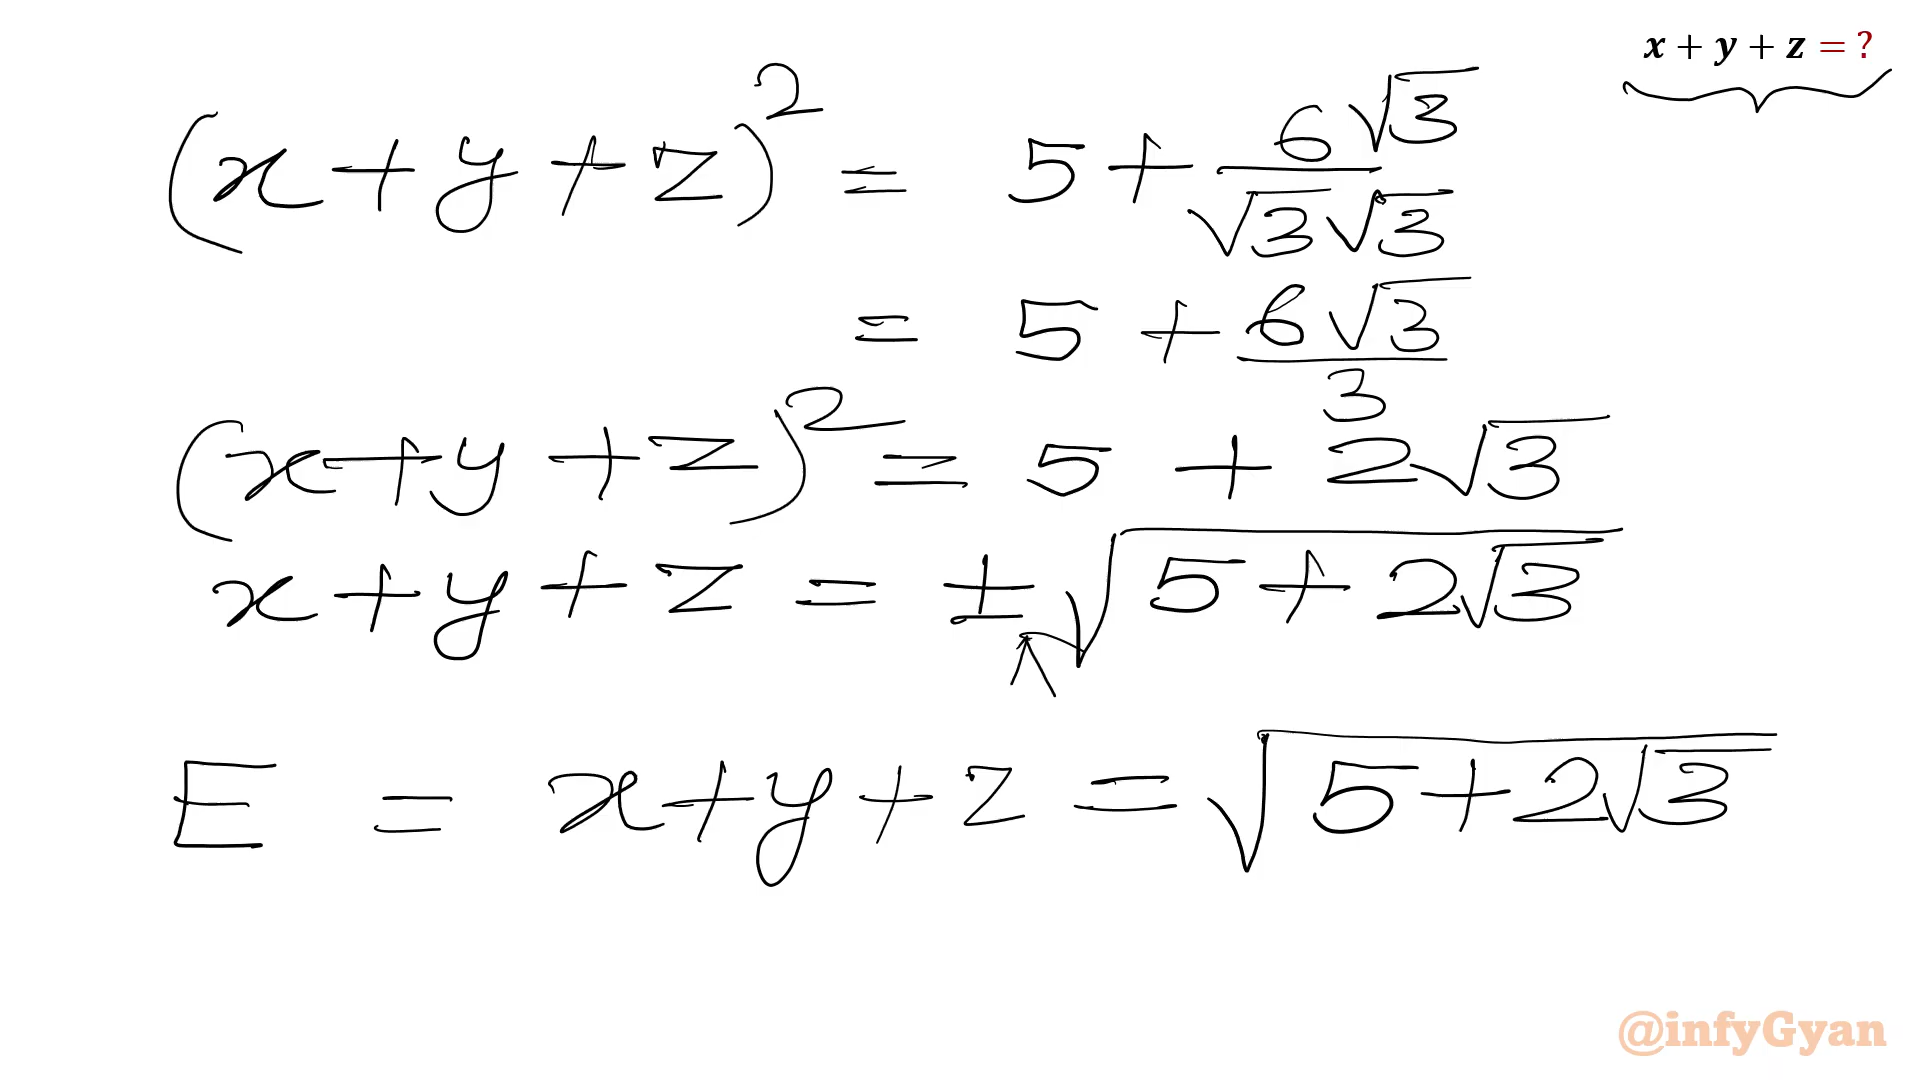 x + y + z = ?
(x + y + z)² = 5 + 6√3 / √3√3
= 5 + 6√3 / 3
(x + y + z)² = 5 + 2√3
x + y + z = ± √(5 + 2√3)
E = x + y + z = √(5 + 2√3)
@infyGyan